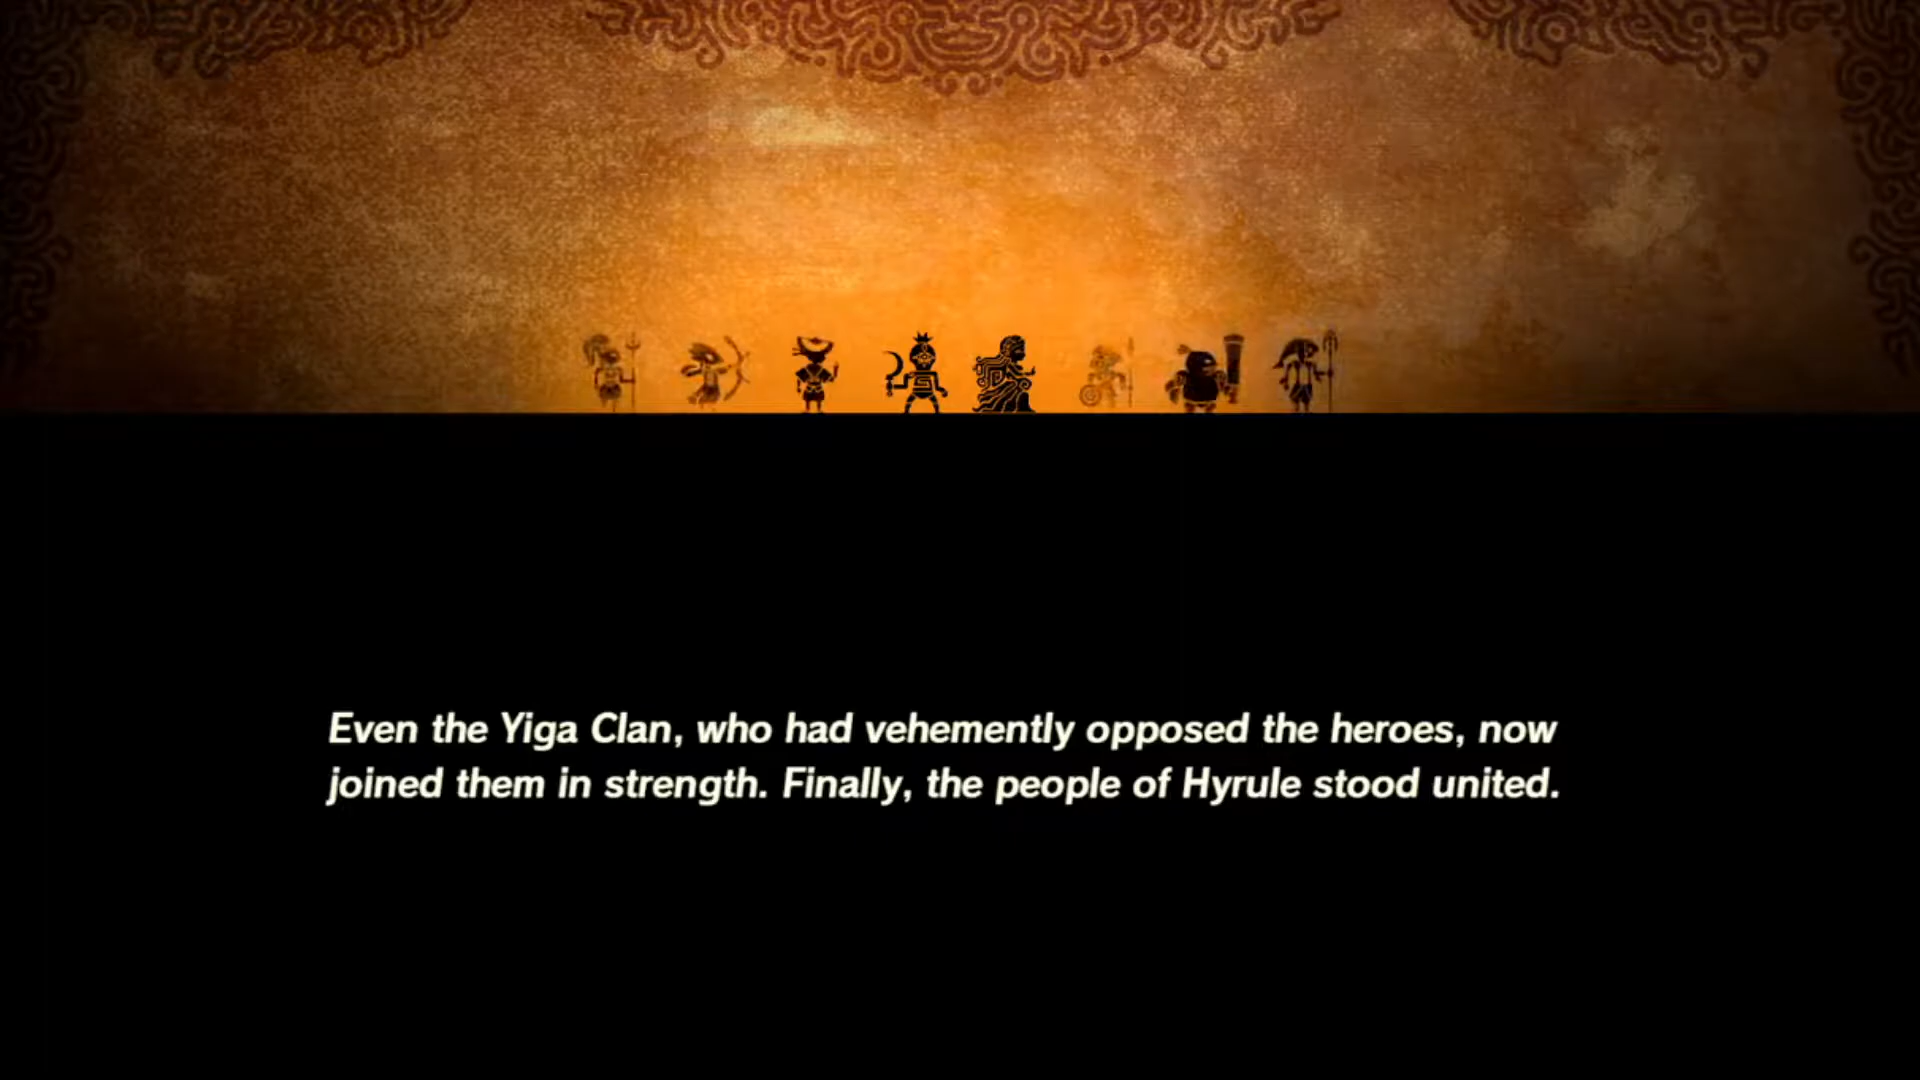 Even the Yiga Clan, who had vehemently opposed the heroes, now
joined them in strength. Finally, the people of Hyrule stood united.